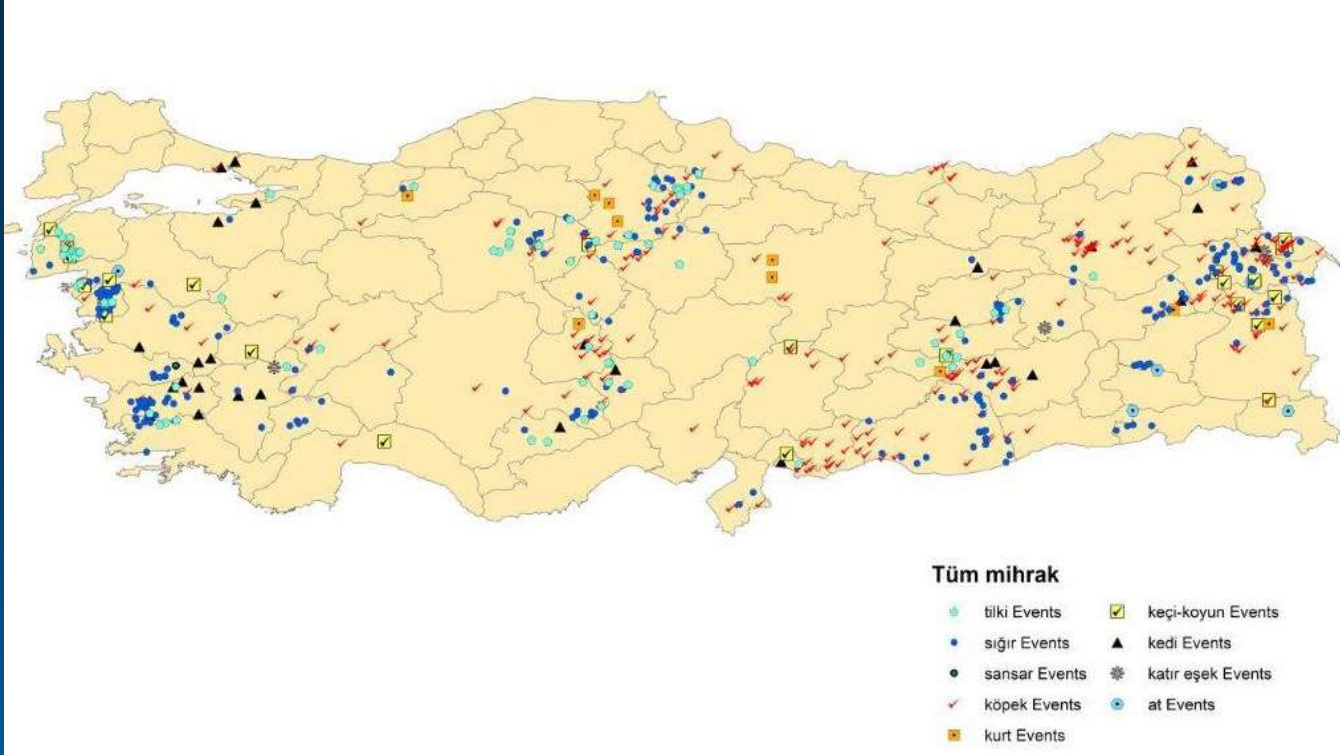 Tüm mihrak
tilki Events
sığır Events
sansar Events
köpek Events
kurt Events
keçi-koyun Events
kedi Events
katır eşek Events
at Events